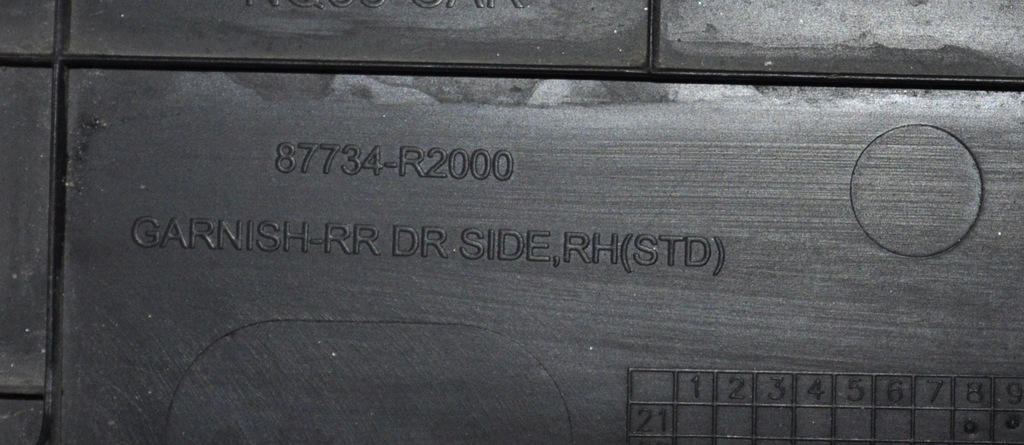 87734-R2000
GARNISH-RR DR SIDE,RH(STD)
1 2 3 4 5 6 7 8 9
21